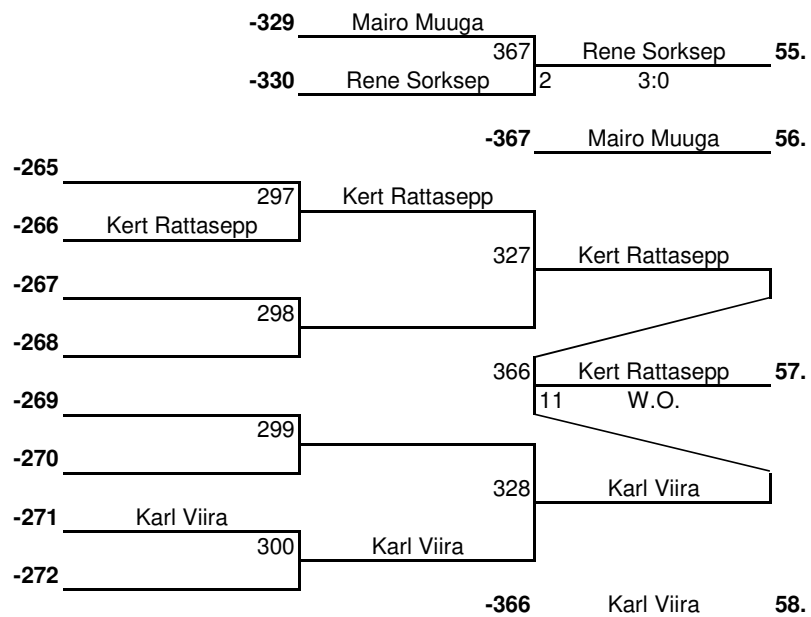 -329 Mairo Muuga
367 Rene Sorksep 55.
-330 Rene Sorksep 2 3:0
-367 Mairo Muuga 56.
-265
297 Kert Rattasepp
-266 Kert Rattasepp
327 Kert Rattasepp
-267
298
-268
366 Kert Rattasepp 57.
-269 11 W.O.
299
-270
328 Karl Viira
-271 Karl Viira
300 Karl Viira
-272
-366 Karl Viira 58.